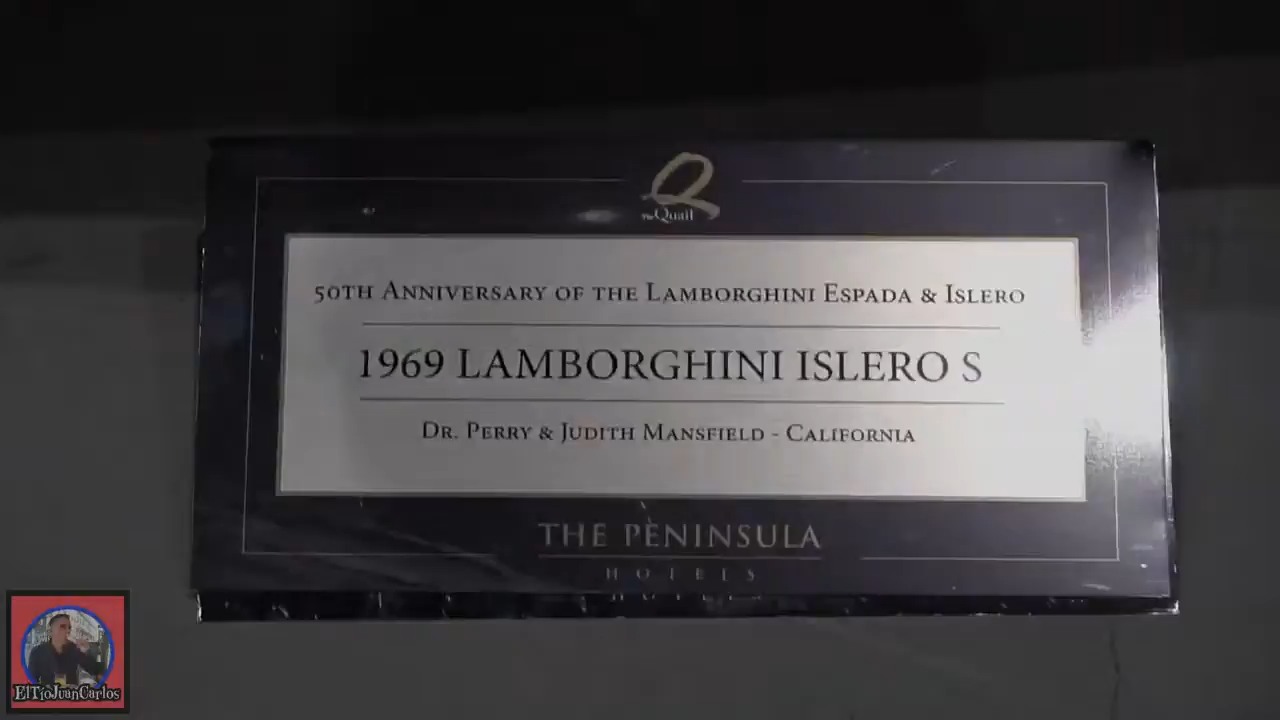 The Quail
50TH ANNIVERSARY OF THE LAMBORGHINI ESPADA & ISLERO
1969 LAMBORGHINI ISLERO S
DR. PERRY & JUDITH MANSFIELD - CALIFORNIA
THE PENINSULA
HOTELS
ElTíoJuanCarlos